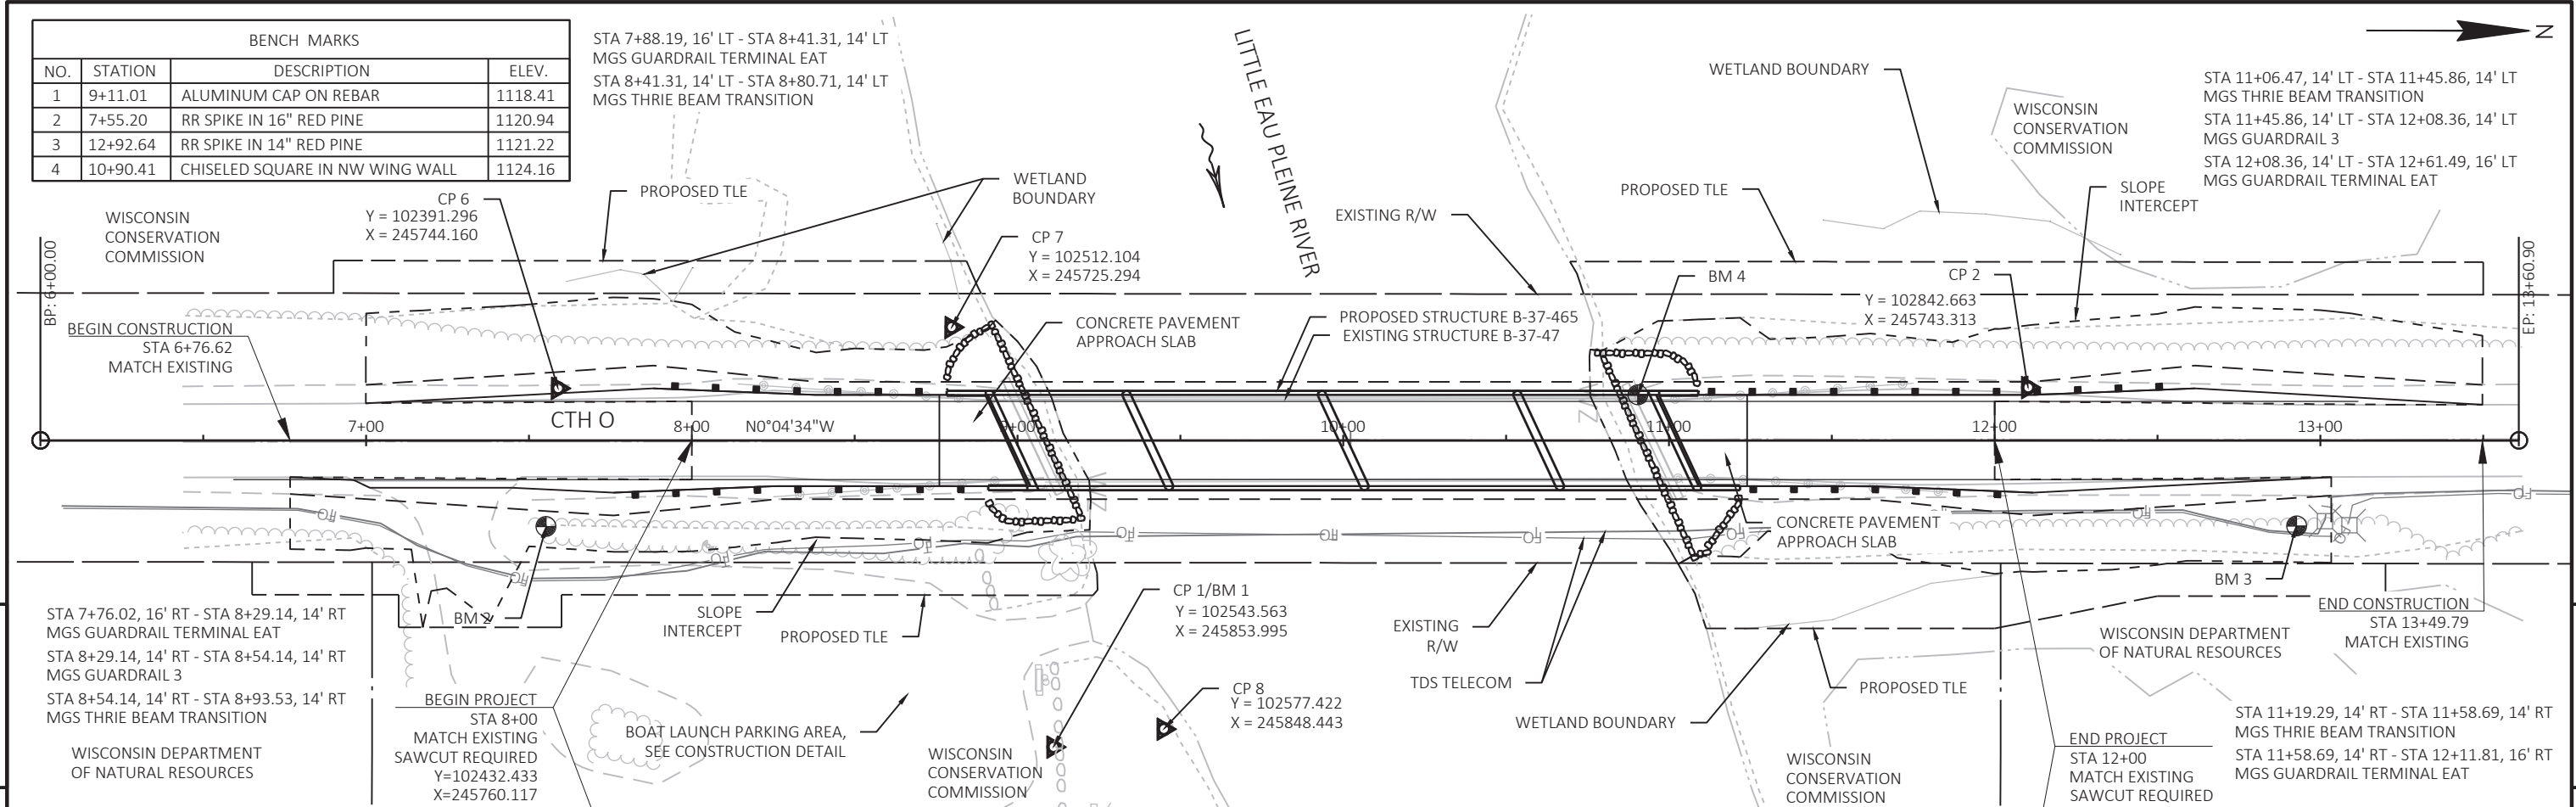 BENCH MARKS
NO. STATION DESCRIPTION ELEV.
1 9+11.01 ALUMINUM CAP ON REBAR 1118.41
2 7+55.20 RR SPIKE IN 16" RED PINE 1120.94
3 12+92.64 RR SPIKE IN 14" RED PINE 1121.22
4 10+90.41 CHISELED SQUARE IN NW WING WALL 1124.16
STA 7+88.19, 16' LT - STA 8+41.31, 14' LT
MGS GUARDRAIL TERMINAL EAT
STA 8+41.31, 14' LT - STA 8+80.71, 14' LT
MGS THRIE BEAM TRANSITION
LITTLE EAU PLEINE RIVER
WETLAND BOUNDARY
WISCONSIN
CONSERVATION
COMMISSION
N
STA 11+06.47, 14' LT - STA 11+45.86, 14' LT
MGS THRIE BEAM TRANSITION
STA 11+45.86, 14' LT - STA 12+08.36, 14' LT
MGS GUARDRAIL 3
STA 12+08.36, 14' LT - STA 12+61.49, 16' LT
MGS GUARDRAIL TERMINAL EAT
WISCONSIN
CONSERVATION
COMMISSION
CP 6
Y = 102391.296
X = 245744.160
PROPOSED TLE
WETLAND
BOUNDARY
CP 7
Y = 102512.104
X = 245725.294
EXISTING R/W
PROPOSED TLE
SLOPE
INTERCEPT
BM 4
CP 2
Y = 102842.663
X = 245743.313
BP: 6+00.00
EP: 13+60.90
BEGIN CONSTRUCTION
STA 6+76.62
MATCH EXISTING
CONCRETE PAVEMENT
APPROACH SLAB
PROPOSED STRUCTURE B-37-465
EXISTING STRUCTURE B-37-47
CTH O
7+00
8+00
N0°04'34"W
9+00
10+00
11+00
12+00
13+00
FO
FO
FO
FO
FO
FO
FO
FO
FO
FO
CONCRETE PAVEMENT
APPROACH SLAB
BM 2
SLOPE
INTERCEPT
PROPOSED TLE
CP 1/BM 1
Y = 102543.563
X = 245853.995
EXISTING
R/W
TDS TELECOM
CP 8
Y = 102577.422
X = 245848.443
WETLAND BOUNDARY
PROPOSED TLE
BM 3
END CONSTRUCTION
STA 13+49.79
MATCH EXISTING
STA 7+76.02, 16' RT - STA 8+29.14, 14' RT
MGS GUARDRAIL TERMINAL EAT
STA 8+29.14, 14' RT - STA 8+54.14, 14' RT
MGS GUARDRAIL 3
STA 8+54.14, 14' RT - STA 8+93.53, 14' RT
MGS THRIE BEAM TRANSITION
WISCONSIN DEPARTMENT
OF NATURAL RESOURCES
BEGIN PROJECT
STA 8+00
MATCH EXISTING
SAWCUT REQUIRED
Y=102432.433
X=245760.117
BOAT LAUNCH PARKING AREA,
SEE CONSTRUCTION DETAIL
WISCONSIN
CONSERVATION
COMMISSION
WISCONSIN
CONSERVATION
COMMISSION
WISCONSIN DEPARTMENT
OF NATURAL RESOURCES
END PROJECT
STA 12+00
MATCH EXISTING
SAWCUT REQUIRED
STA 11+19.29, 14' RT - STA 11+58.69, 14' RT
MGS THRIE BEAM TRANSITION
STA 11+58.69, 14' RT - STA 12+11.81, 16' RT
MGS GUARDRAIL TERMINAL EAT